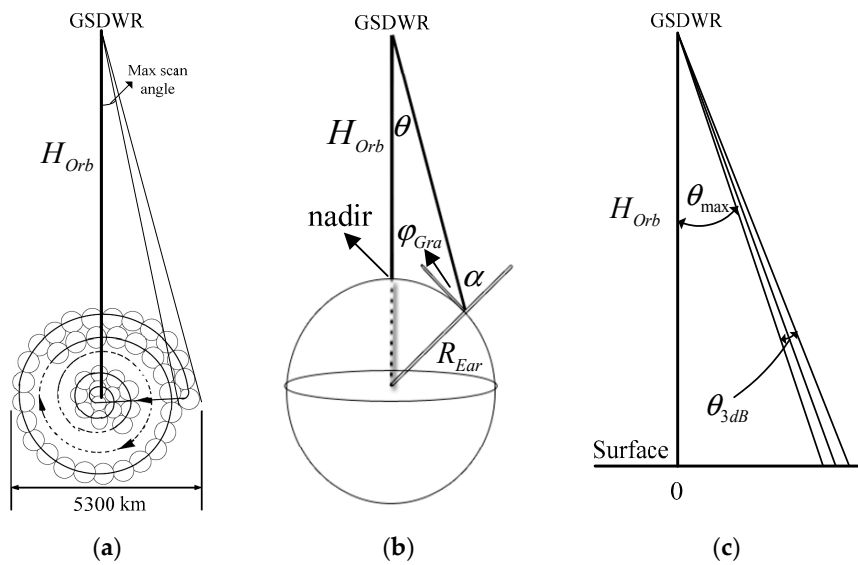 GSDWR
Max scan
angle
H_Orb
5300 km
(a)
GSDWR
θ
H_Orb
nadir
φ_Gra
α
R_Ear
(b)
GSDWR
H_Orb
θ_max
θ_3dB
Surface
0
(c)